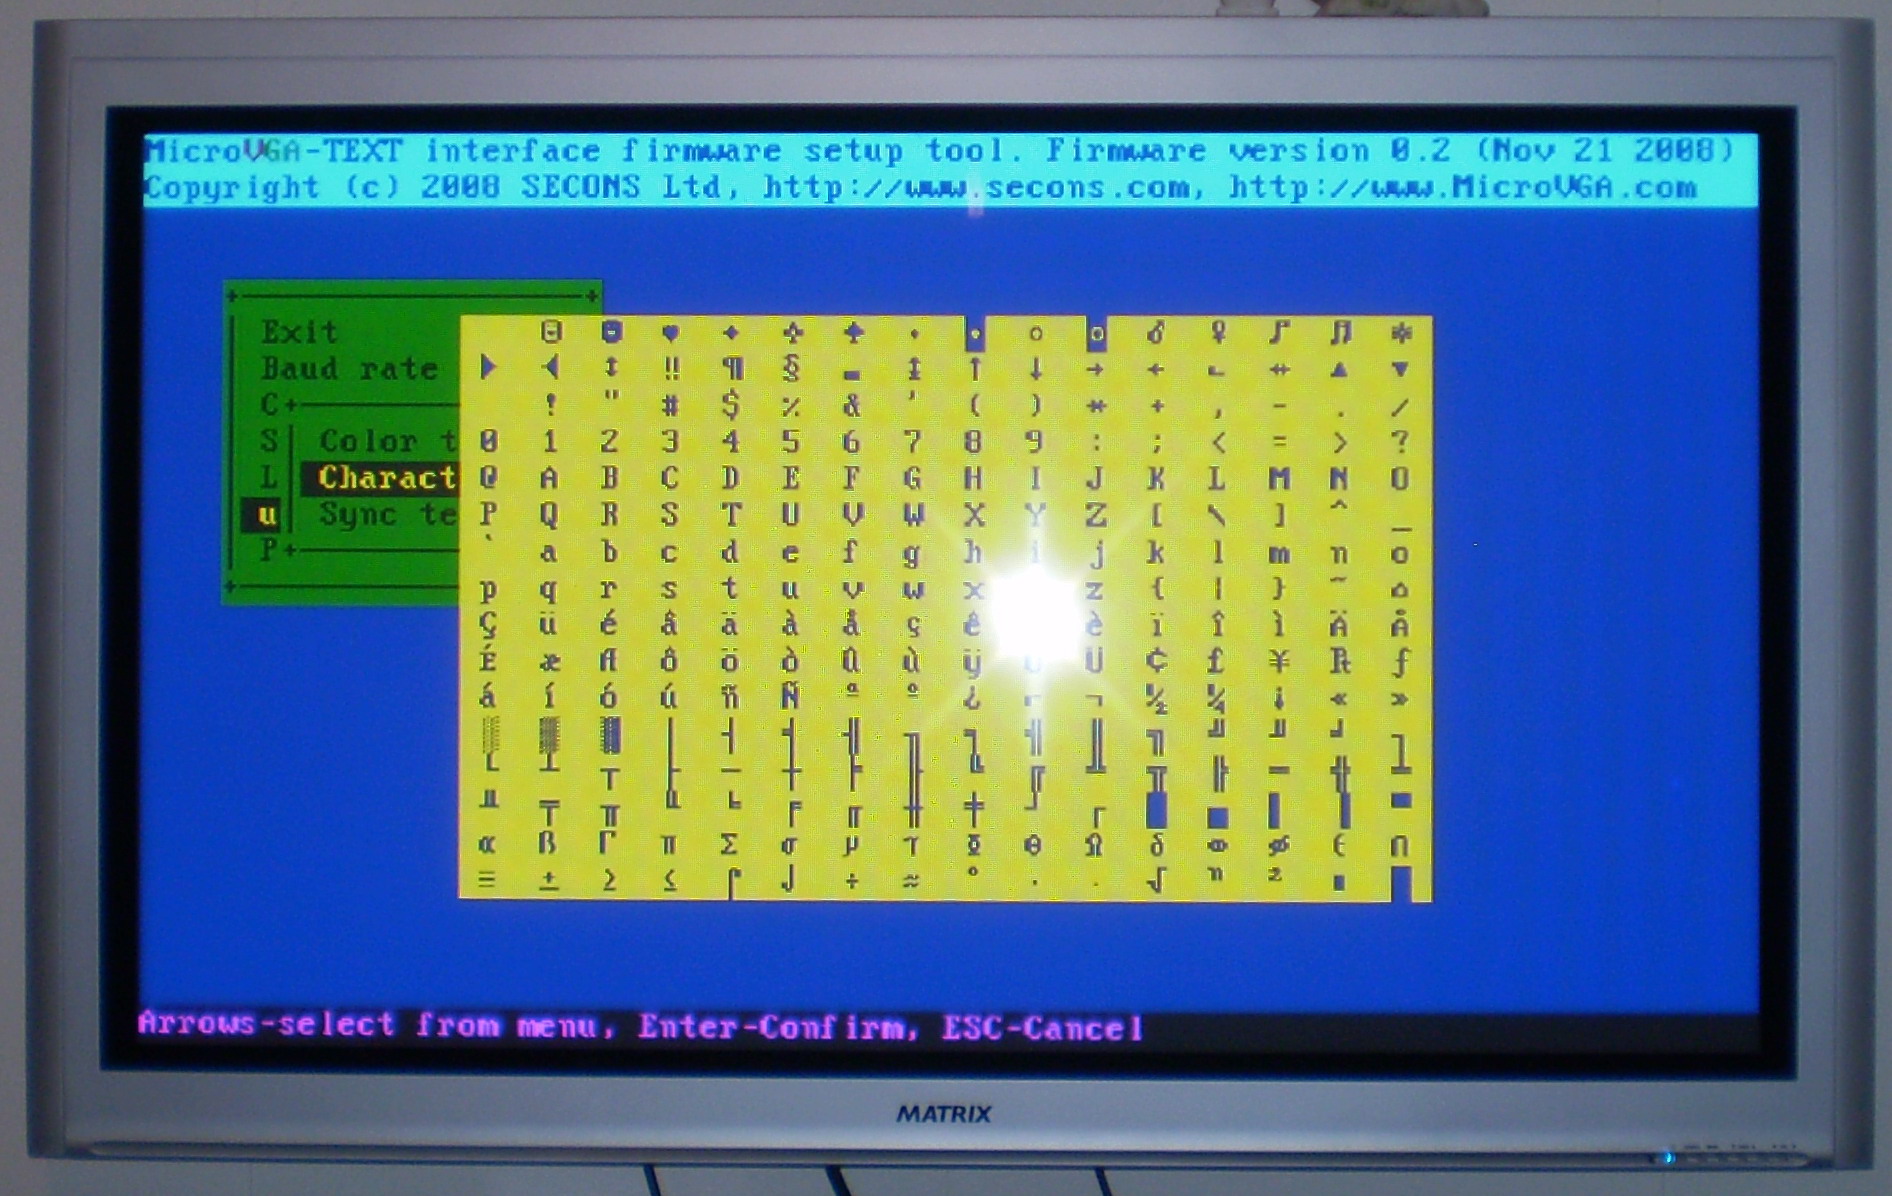 MicroVGA-TEXT interface firmware setup tool. Firmware version 0.2 (Nov 21 2008)
Copyright (c) 2008 SECONS Ltd, http://www.secons.com, http://www.MicroVGA.com
Exit
Baud rate
C
S Color t
L Charact
u Sync te
P
☺ ☻ ♥ ♦ ♣ ♠ • ◘ ○ ◙ ♂ ♀ ♪ ♫ ☼
► ◄ ↕ ‼ ¶ § ▬ ↨ ↑ ↓ → ← ∟ ↔ ▲ ▼
! " # $ % & ' ( ) * + , - . /
0 1 2 3 4 5 6 7 8 9 : ; < = > ?
@ A B C D E F G H I J K L M N O
P Q R S T U V W X Y Z [ \ ] ^ _
` a b c d e f g h i j k l m n o
p q r s t u v w x z { | } ~ ⌂
Ç ü é â ä à å ç ê è ï î ì Ä Å
É æ Æ ô ö ò û ù ÿ Ü ¢ £ ¥ ₧ ƒ
á í ó ú ñ Ñ ª º ¿ ⌐ ¬ ½ ¼ ¡ « »
░ ▒ ▓ │ ┤ ╡ ╢ ╖ ╕ ╣ ║ ╗ ╝ ╜ ╛ ┐
└ ┴ ┬ ├ ─ ┼ ╞ ╟ ╚ ╔ ╩ ╦ ╠ ═ ╬ ╧
╨ ╤ ╥ ╙ ╘ ╒ ╓ ╫ ╪ ┘ ┌ █ ▄ ▌ ▐ ▀
α ß Γ π Σ σ µ τ Φ Θ Ω δ ∞ φ ε ∩
≡ ± ≥ ≤ ⌠ ⌡ ÷ ≈ ° ∙ · √ ⁿ ² ■
Arrows-select from menu, Enter-Confirm, ESC-Cancel
MATRIX